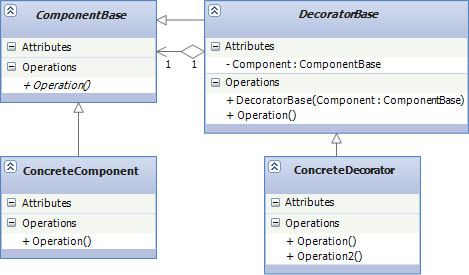 ComponentBase
Attributes
Operations
+ Operation()
DecoratorBase
Attributes
- Component : ComponentBase
Operations
+ DecoratorBase(Component : ComponentBase)
+ Operation()
1 1
ConcreteComponent
Attributes
Operations
+ Operation()
ConcreteDecorator
Attributes
Operations
+ Operation()
+ Operation2()